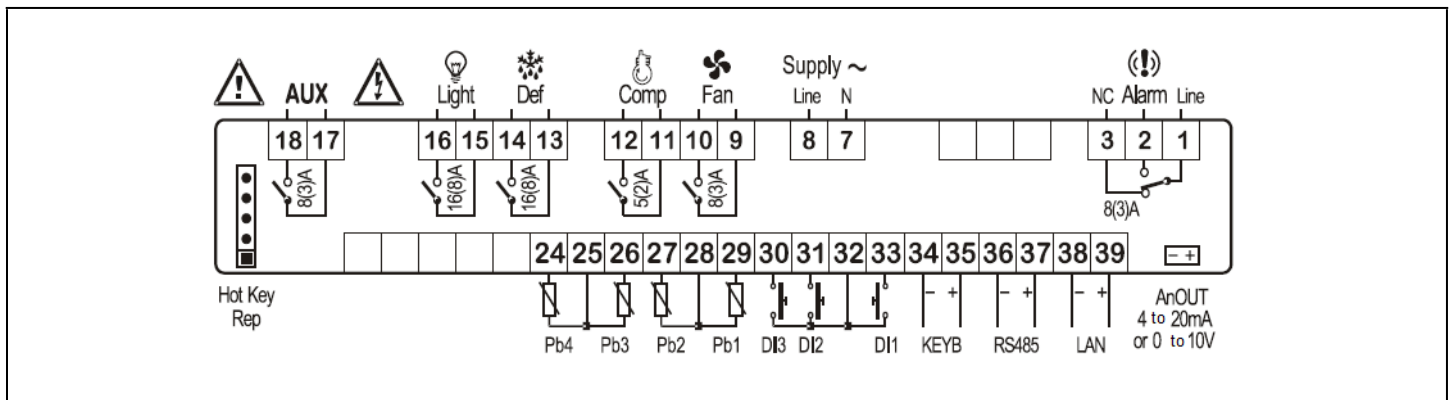 AUX Light Def Comp Fan Supply ~ Alarm
Line N NC Line
18 17 16 15 14 13 12 11 10 9 8 7 3 2 1
8(3)A 16(8)A 16(8)A 5(2)A 8(3)A 8(3)A
24 25 26 27 28 29 30 31 32 33 34 35 36 37 38 39
- + - + - + - +
Hot Key
Rep
Pb4 Pb3 Pb2 Pb1 DI3 DI2 DI1 KEYB RS485 LAN
AnOUT
4 to 20mA
or 0 to 10V